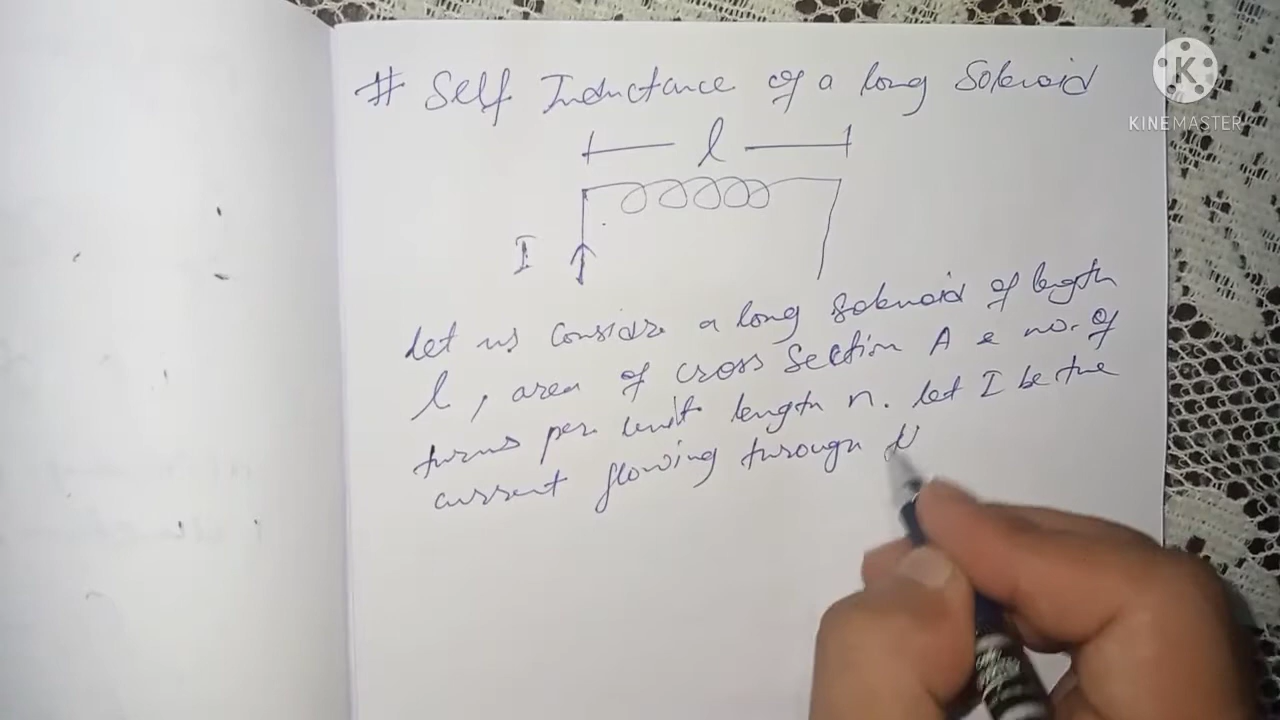 # Self Inductance of a long Solenoid
l
I
Let us consider a long solenoid of length
l, area of cross section A & no. of
turns per unit length n. Let I be the
current flowing through
K
KINEMASTER